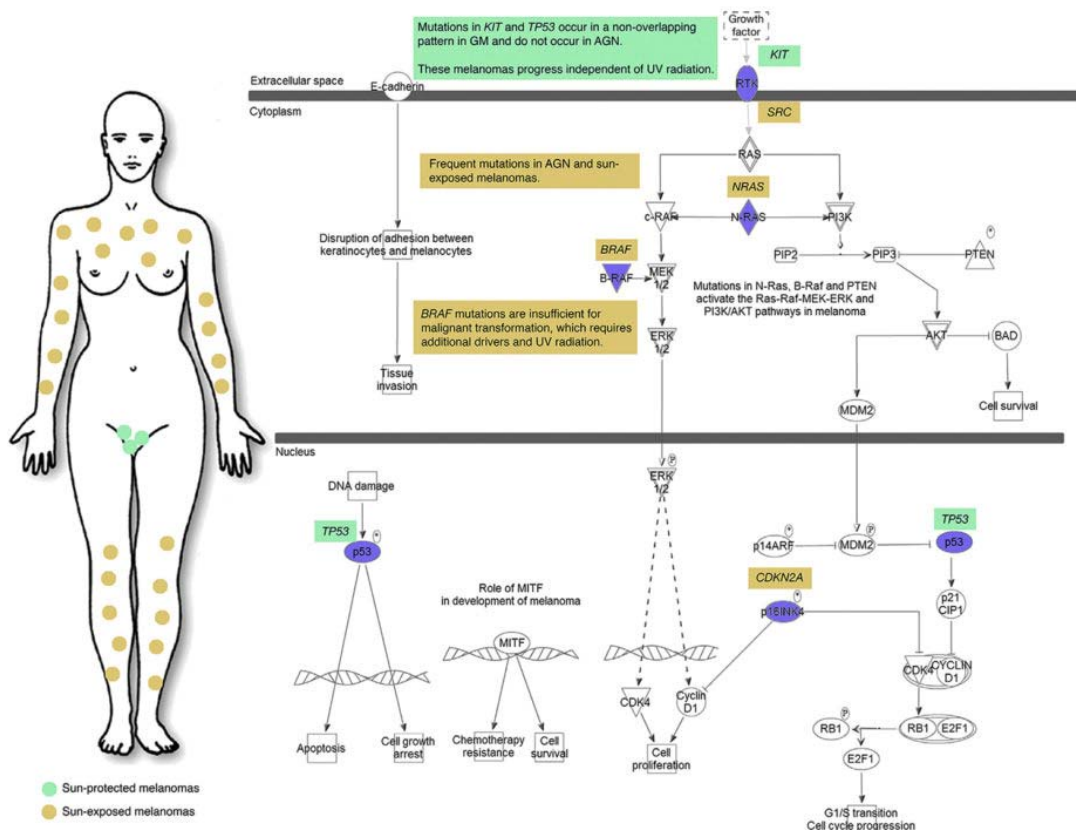 Mutations in KIT and TP53 occur in a non-overlapping
pattern in GM and do not occur in AGN.
These melanomas progress independent of UV radiation.
Growth
factor
KIT
Extracellular space
E-cadherin
RTK
Cytoplasm
SRC
RAS
Frequent mutations in AGN and sun-
exposed melanomas.
NRAS
c-RAF
N-RAS
PI3K
Disruption of adhesion between
keratinocytes and melanocytes
BRAF
B-RAF
MEK
1/2
PIP2
PIP3
PTEN
*
Mutations in N-Ras, B-Raf and PTEN
activate the Ras-Raf-MEK-ERK and
PI3K/AKT pathways in melanoma
BRAF mutations are insufficient for
malignant transformation, which requires
additional drivers and UV radiation.
ERK
1/2
AKT
BAD
Tissue
invasion
MDM2
Cell survival
Nucleus
DNA damage
ERK
1/2
P
TP53
p53
*
p14ARF
*
MDM2
P
TP53
p53
CDKN2A
p16INK4
*
p21
CIP1
Role of MITF
in development of melanoma
MITF
CDK4
CYCLIN
D1
CDK4
Cyclin
D1
RB1
P
RB1
E2F1
Apoptosis
Cell growth
arrest
Chemotherapy
resistance
Cell
survival
Cell
proliferation
E2F1
G1/S transition
Cell cycle progression
Sun-protected melanomas
Sun-exposed melanomas